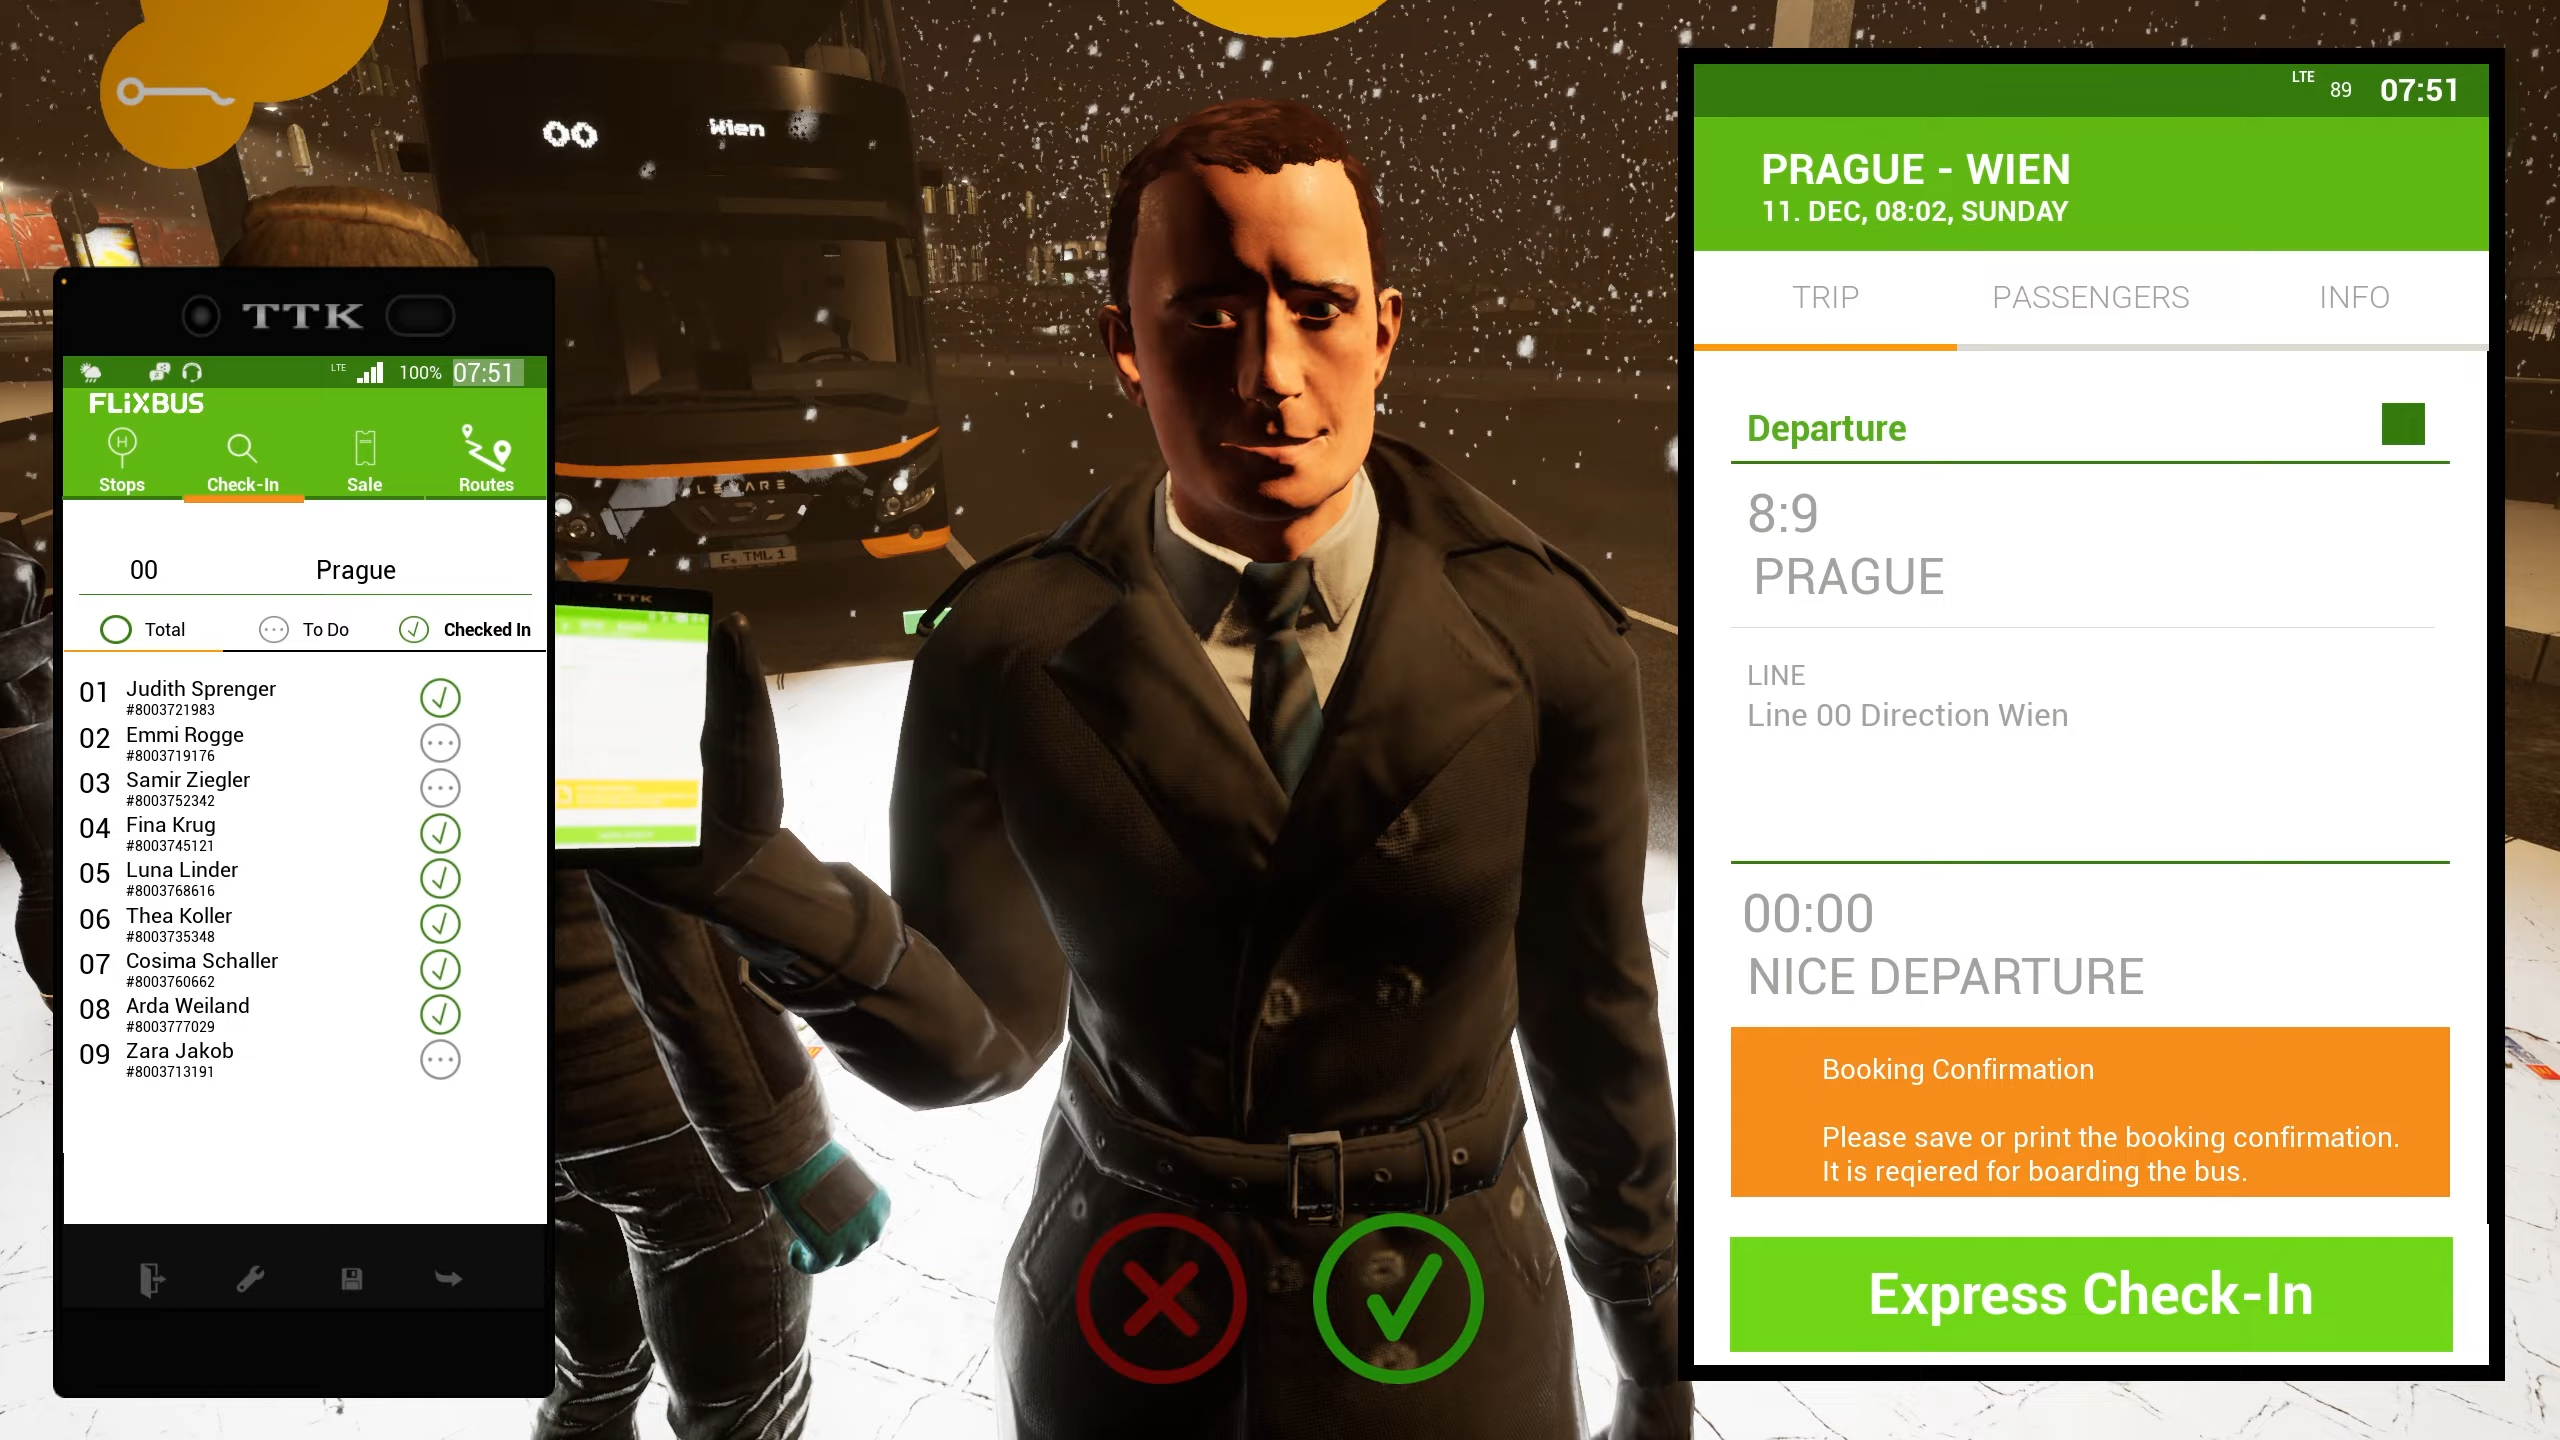 00 Wien
TTK
LTE 100% 07:51
FLiXBUS
Stops Check-In Sale Routes
00 Prague
Total To Do Checked In
01 Judith Sprenger
#8003721983
02 Emmi Rogge
#8003719176
03 Samir Ziegler
#8003752342
04 Fina Krug
#8003745121
05 Luna Linder
#8003768616
06 Thea Koller
#8003735348
07 Cosima Schaller
#8003760662
08 Arda Weiland
#8003777029
09 Zara Jakob
#8003713191
F. TML 1
TTK
LTE 89 07:51
PRAGUE - WIEN
11. DEC, 08:02, SUNDAY
TRIP PASSENGERS INFO
Departure
8:9
PRAGUE
LINE
Line 00 Direction Wien
00:00
NICE DEPARTURE
Booking Confirmation
Please save or print the booking confirmation.
It is reqiered for boarding the bus.
Express Check-In